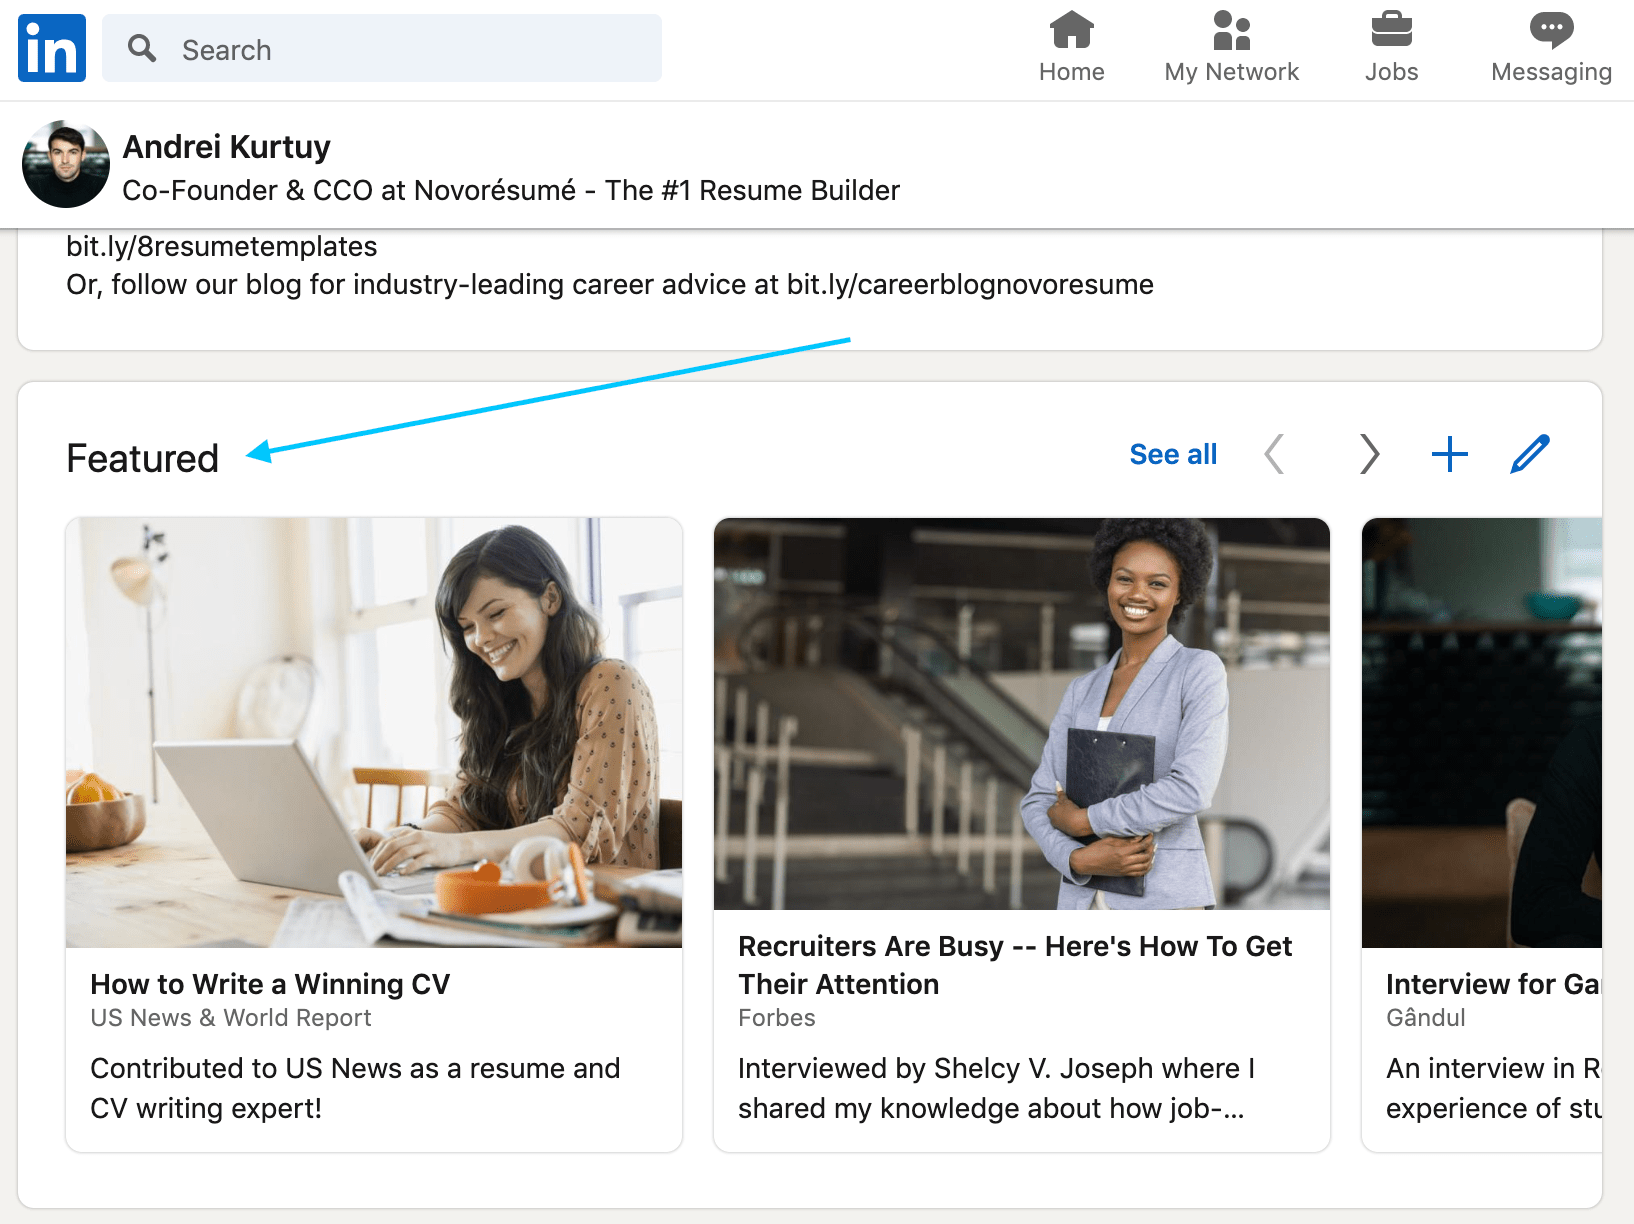 in
Search
Home
My Network
Jobs
Messaging
Andrei Kurtuy
Co-Founder & CCO at Novorésumé - The #1 Resume Builder
bit.ly/8resumetemplates
Or, follow our blog for industry-leading career advice at bit.ly/careerblognovoresume
Featured
See all
How to Write a Winning CV
US News & World Report
Contributed to US News as a resume and
CV writing expert!
Recruiters Are Busy -- Here's How To Get
Their Attention
Forbes
Interviewed by Shelcy V. Joseph where I
shared my knowledge about how job-...
Interview for
Gândul
An interview in
experience of